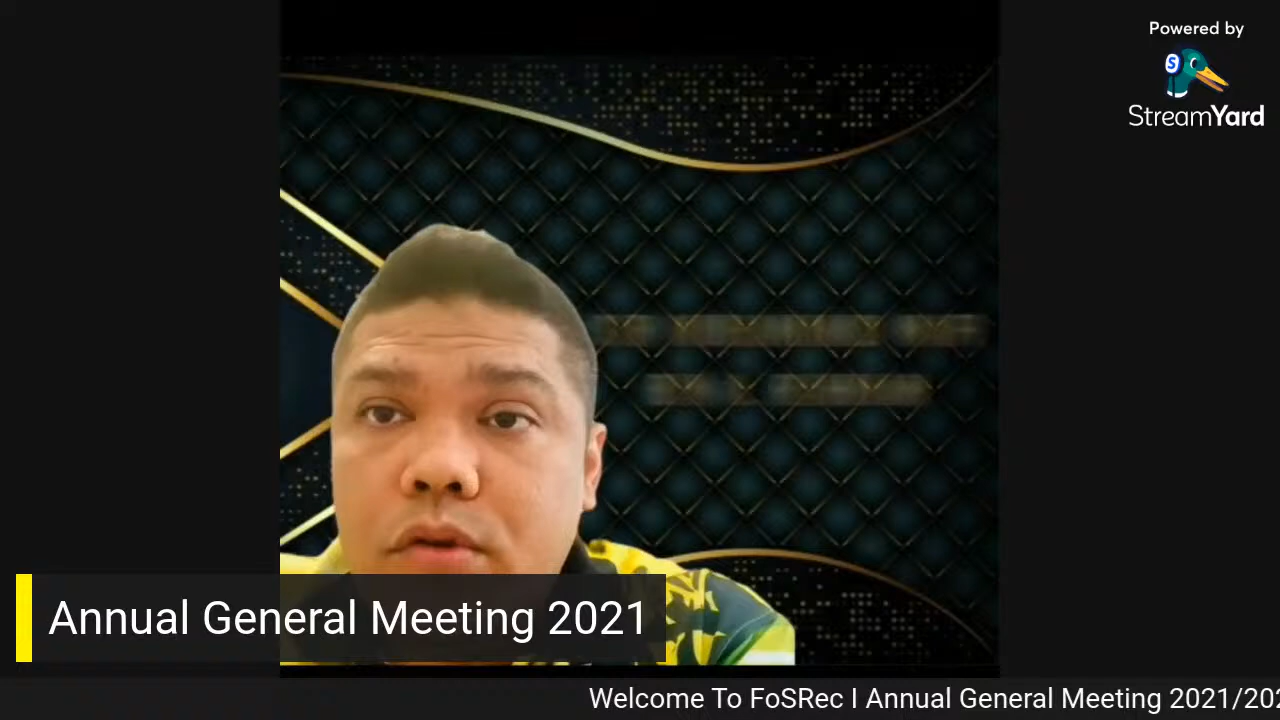 Powered by
StreamYard
Annual General Meeting 2021
Welcome To FoSRec I Annual General Meeting 2021/202